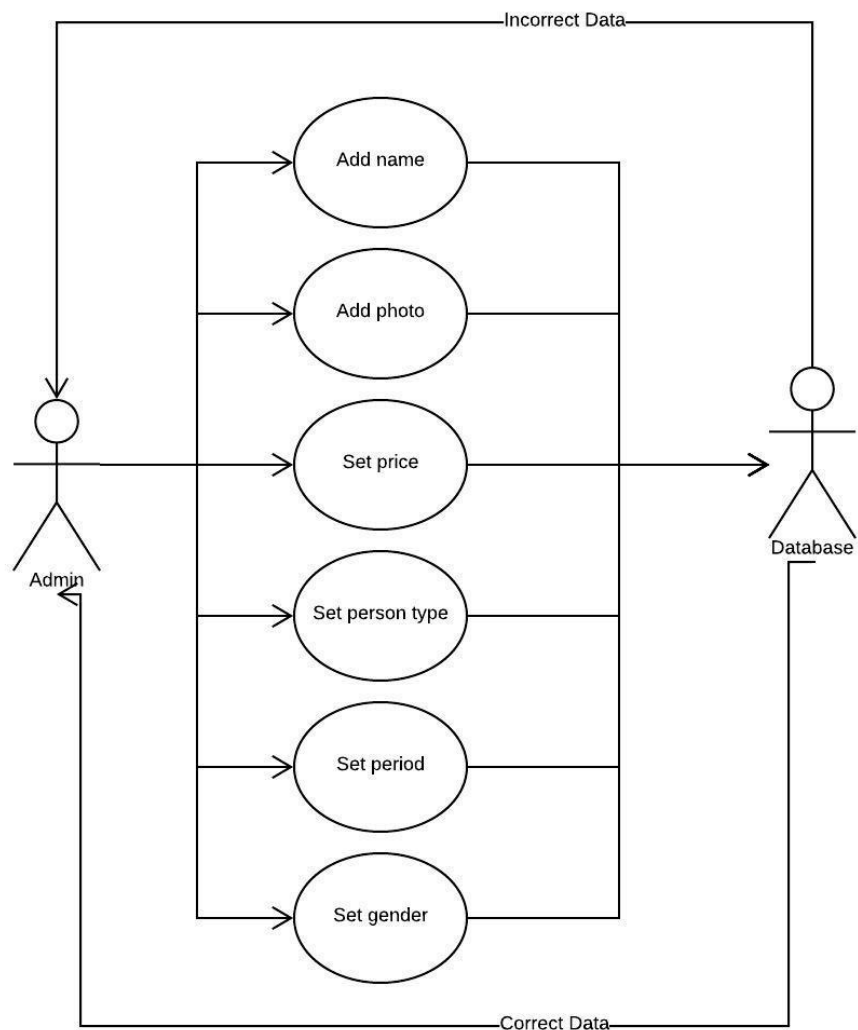 Incorrect Data
Add name
Add photo
Set price
Database
Admin
Set person type
Set period
Set gender
Correct Data